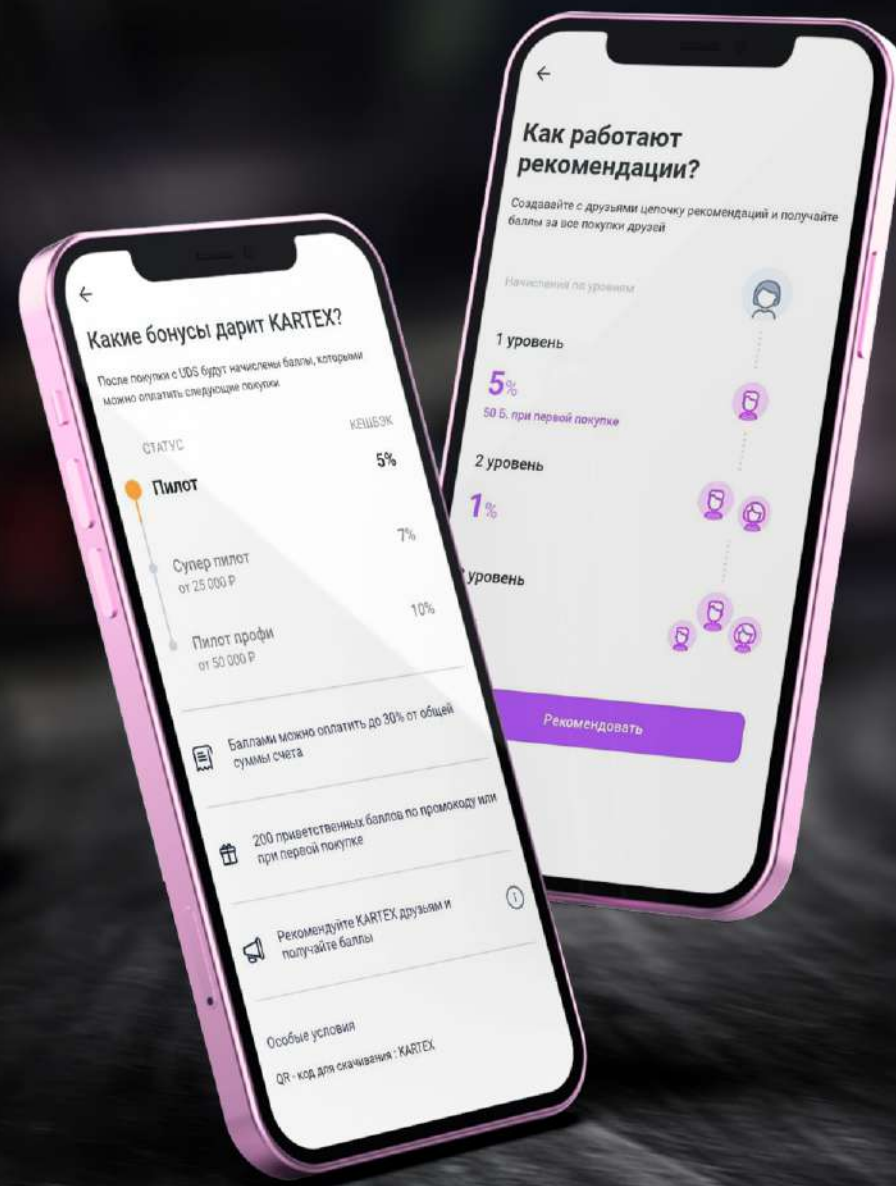 Какие бонусы дарит KARTEX?
После покупки с UDS будут начислены баллы, которыми
можно оплатить следующие покупки
СТАТУС
КЕШБЭК
Пилот
5%
Супер пилот
от 25 000 ₽
7%
Пилот профи
от 50 000 ₽
10%
Баллами можно оплатить до 30% от общей
суммы счета
200 приветственных баллов по промокоду или
при первой покупке
Рекомендуйте KARTEX друзьям и
получайте баллы
Особые условия
QR - код для скачивания : KARTEX
Как работают
рекомендации?
Создавайте с друзьями цепочку рекомендаций и получайте
баллы за все покупки друзей
Начисления по уровням
1 уровень
5%
50 Б. при первой покупке
2 уровень
1%
уровень
Рекомендовать